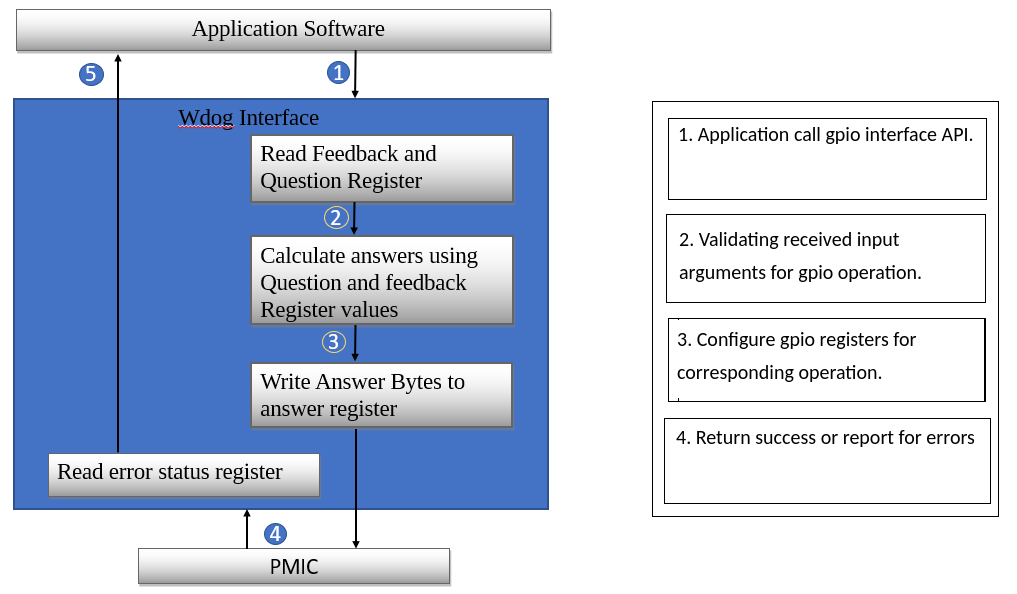 Application Software
5
1
Wdog Interface
Read Feedback and
Question Register
2
Calculate answers using
Question and feedback
Register values
3
Write Answer Bytes to
answer register
Read error status register
4
PMIC
1. Application call gpio interface API.
2. Validating received input
arguments for gpio operation.
3. Configure gpio registers for
corresponding operation.
4. Return success or report for errors